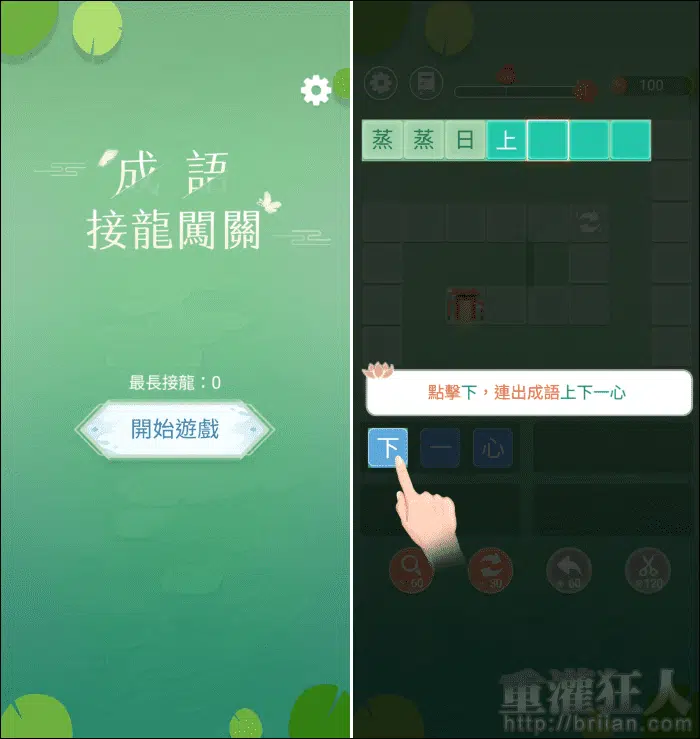 成語
接龍闖關
最長接龍：0
開始遊戲
100
蒸蒸日上
點擊下，連出成語上下一心
下 一 心
60
30
60
120
重灌狂人
http://briian.com